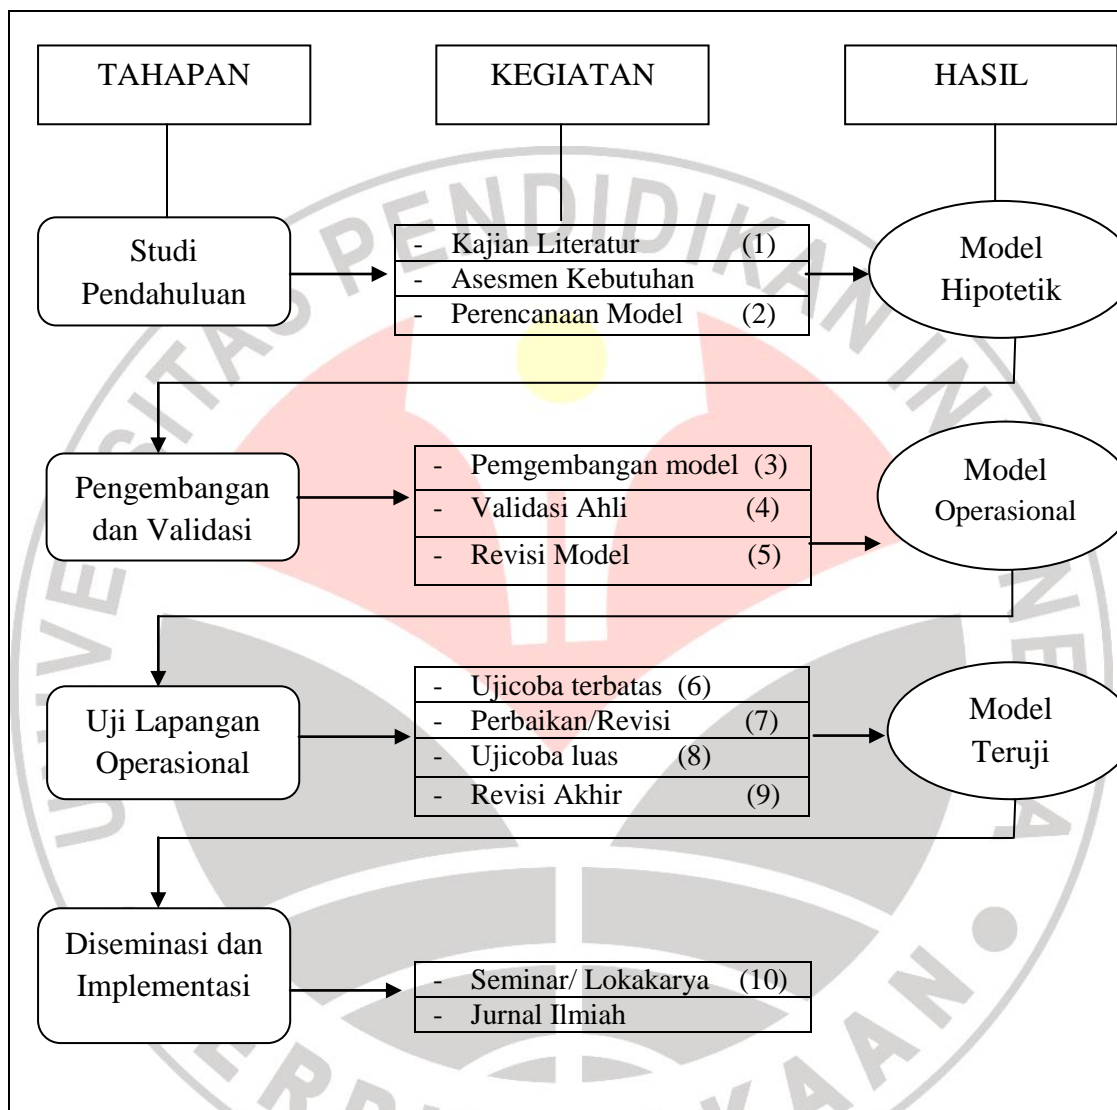 TAHAPAN
KEGIATAN
HASIL
Studi
Pendahuluan
- Kajian Literatur (1)
- Asesmen Kebutuhan
- Perencanaan Model (2)
Model
Hipotetik
Pengembangan
dan Validasi
- Pemgembangan model (3)
- Validasi Ahli (4)
- Revisi Model (5)
Model
Operasional
Uji Lapangan
Operasional
- Ujicoba terbatas (6)
- Perbaikan/Revisi (7)
- Ujicoba luas (8)
- Revisi Akhir (9)
Model
Teruji
Diseminasi dan
Implementasi
- Seminar/ Lokakarya (10)
- Jurnal Ilmiah